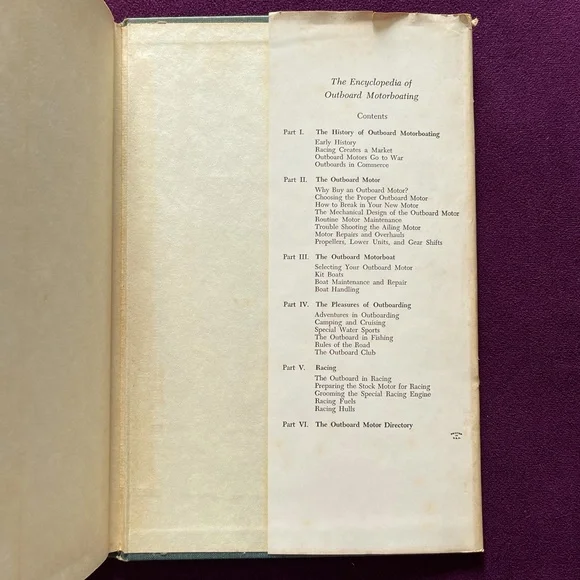 The Encyclopedia of
Outboard Motorboating
Contents
Part I. The History of Outboard Motorboating
Early History
Racing Creates a Market
Outboard Motors Go to War
Outboards in Commerce
Part II. The Outboard Motor
Why Buy an Outboard Motor?
Choosing the Proper Outboard Motor
How to Break in Your New Motor
The Mechanical Design of the Outboard Motor
Routine Motor Maintenance
Trouble Shooting the Ailing Motor
Motor Repairs and Overhauls
Propellers, Lower Units, and Gear Shifts
Part III. The Outboard Motorboat
Selecting Your Outboard Motor
Kit Boats
Boat Maintenance and Repair
Boat Handling
Part IV. The Pleasures of Outboarding
Adventures in Outboarding
Camping and Cruising
Special Water Sports
The Outboard in Fishing
Rules of the Road
The Outboard Club
Part V. Racing
The Outboard in Racing
Preparing the Stock Motor for Racing
Grooming the Special Racing Engine
Racing Fuels
Racing Hulls
Part VI. The Outboard Motor Directory
PRINTED
IN
U.S.A.